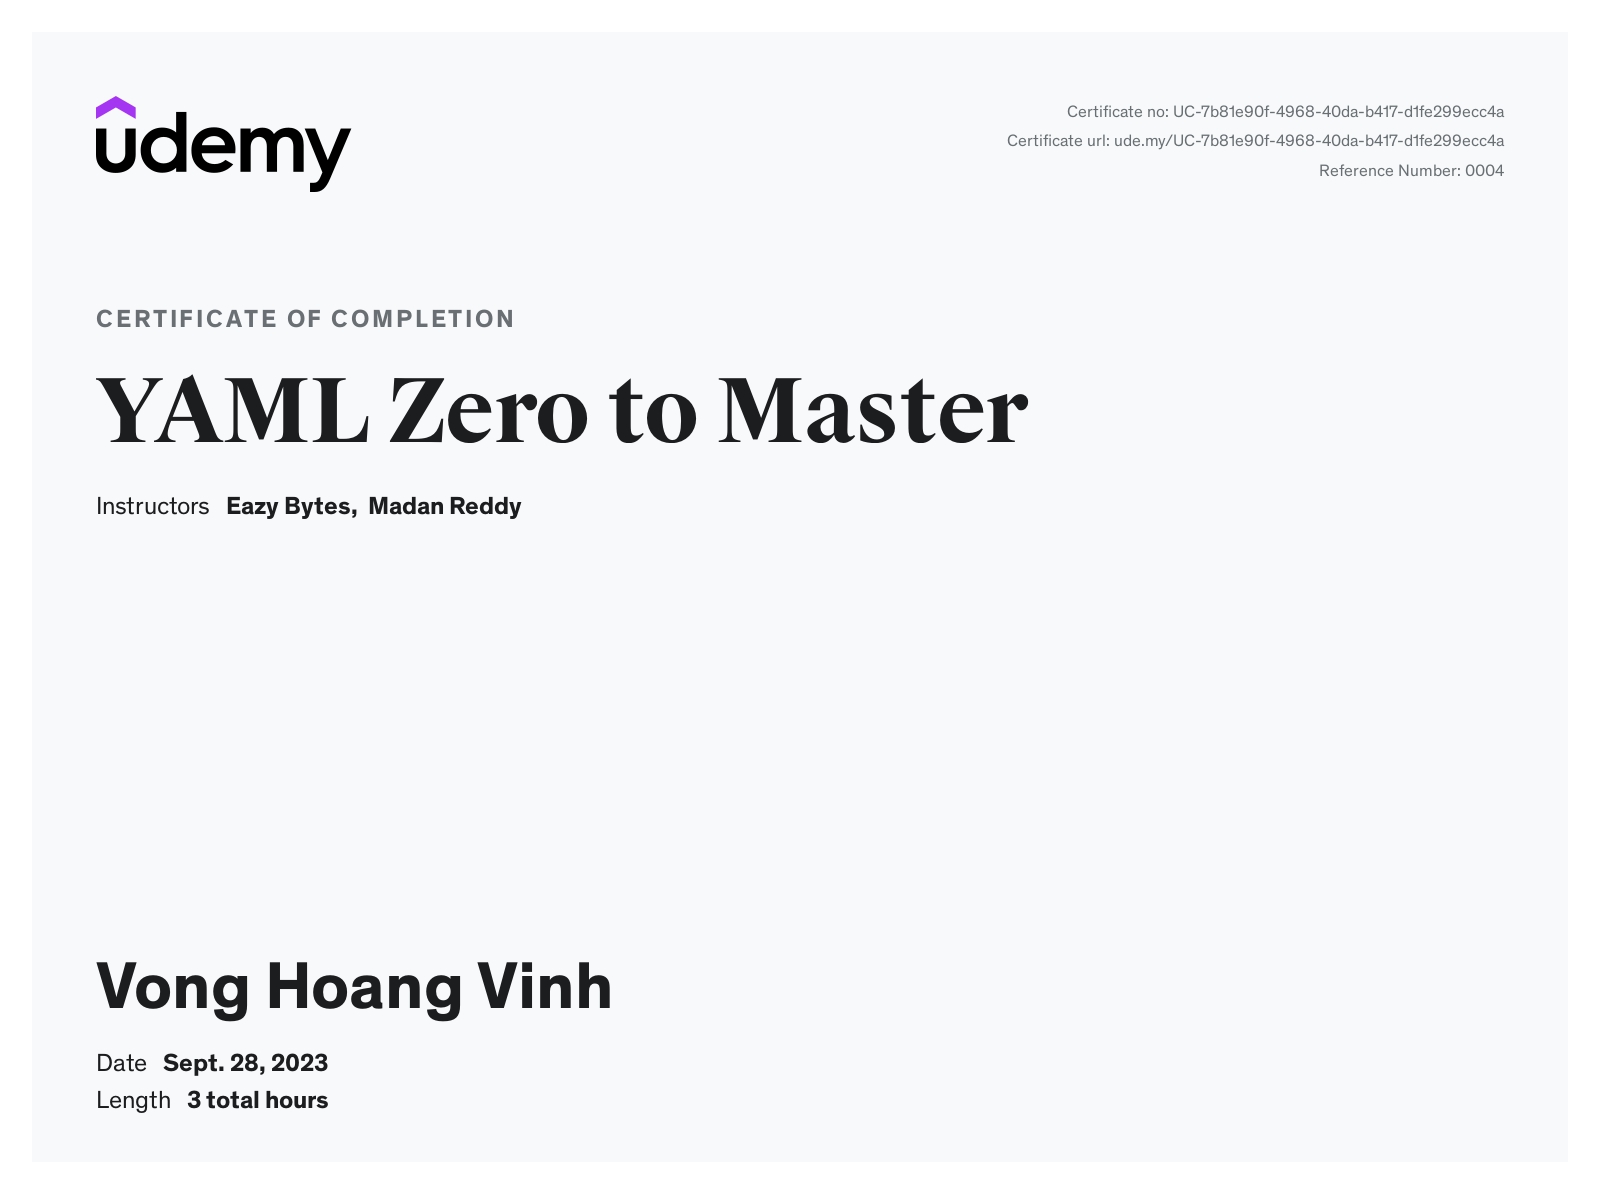 udemy
Certificate no: UC-7b81e90f-4968-40da-b417-d1fe299ecc4a
Certificate url: ude.my/UC-7b81e90f-4968-40da-b417-d1fe299ecc4a
Reference Number: 0004
CERTIFICATE OF COMPLETION
YAML Zero to Master
Instructors Eazy Bytes, Madan Reddy
Vong Hoang Vinh
Date Sept. 28, 2023
Length 3 total hours